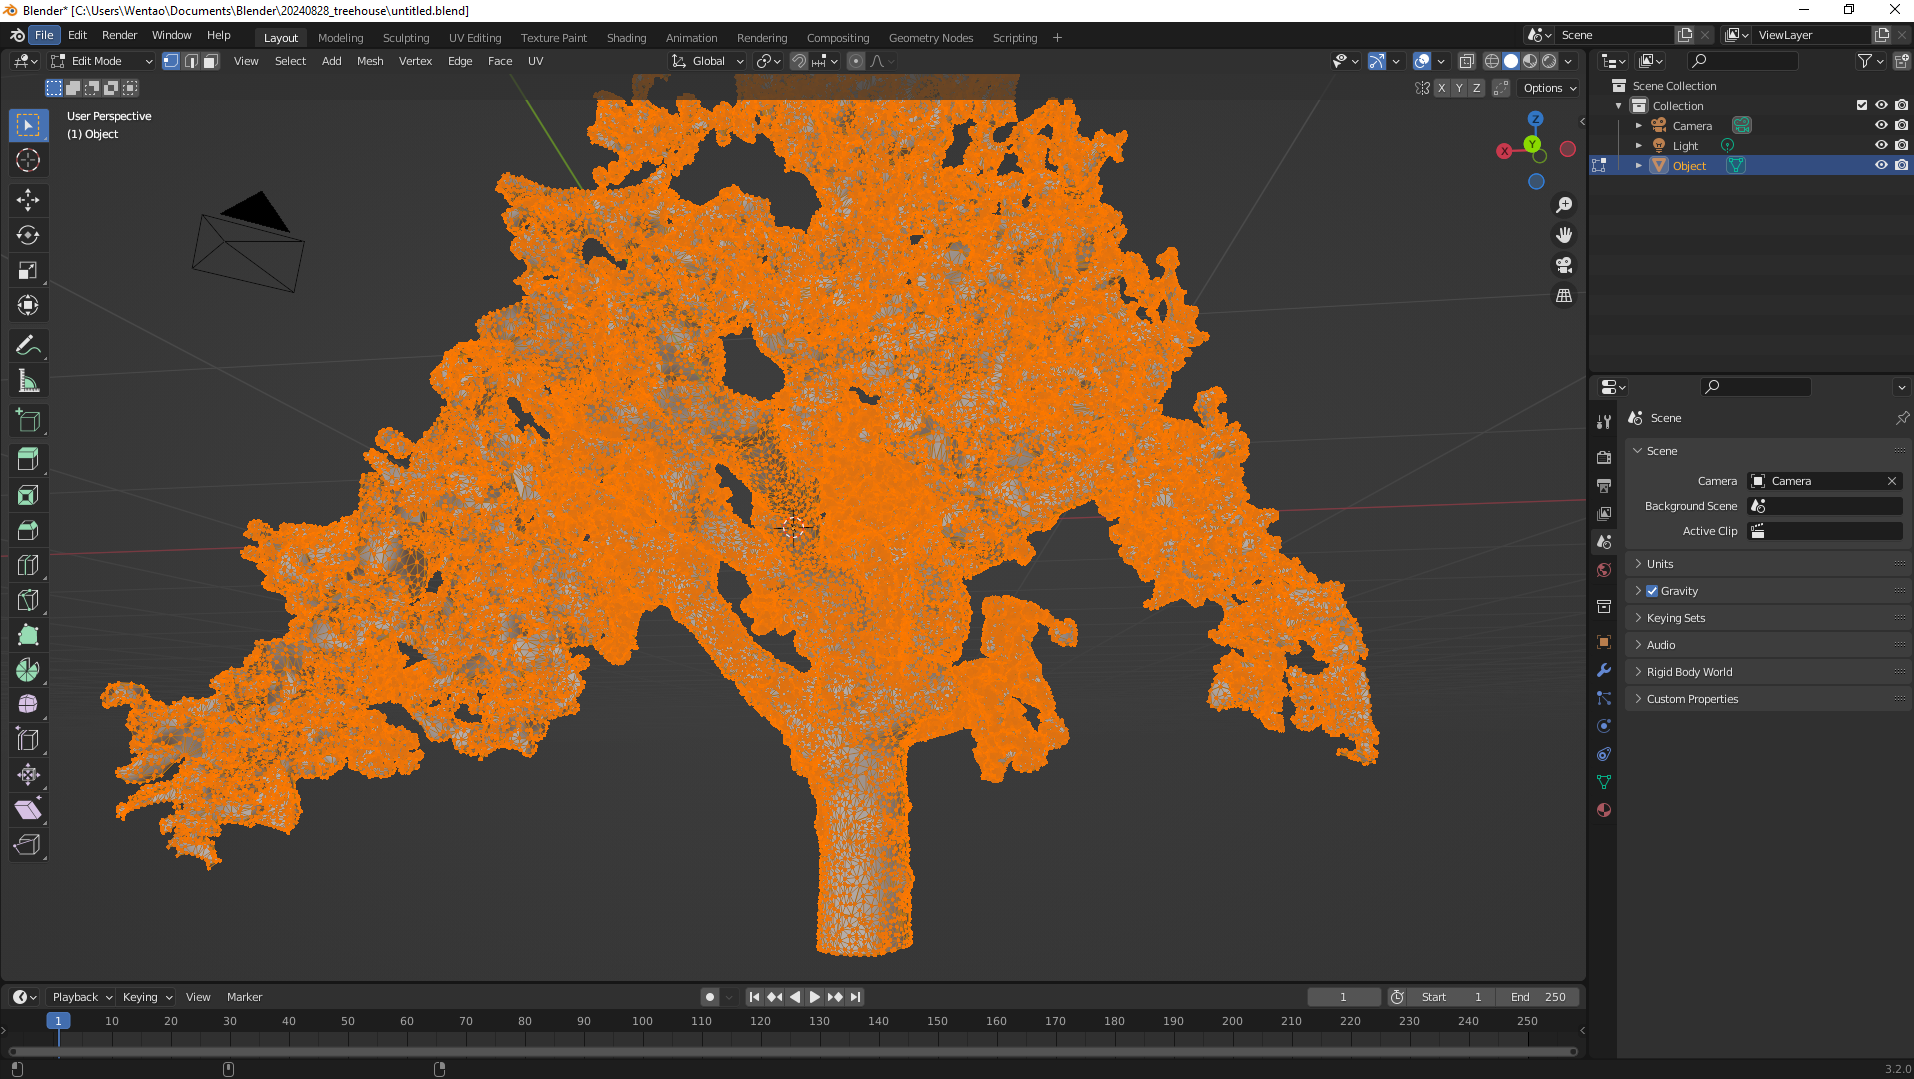 Blender* [C:\Users\Wentao\Documents\Blender\20240828_treehouse\untitled.blend]
File Edit Render Window Help Layout Modeling Sculpting UV Editing Texture Paint Shading Animation Rendering Compositing Geometry Nodes Scripting + Scene ViewLayer
Edit Mode View Select Add Mesh Vertex Edge Face UV Global
X Y Z Options
User Perspective
(1) Object
Z
Y
X
Scene Collection
Collection
Camera
Light
Object
Scene
Scene
Camera Camera
Background Scene
Active Clip
Units
Gravity
Keying Sets
Audio
Rigid Body World
Custom Properties
Playback Keying View Marker 1 Start 1 End 250
1 10 20 30 40 50 60 70 80 90 100 110 120 130 140 150 160 170 180 190 200 210 220 230 240 250
3.2.0